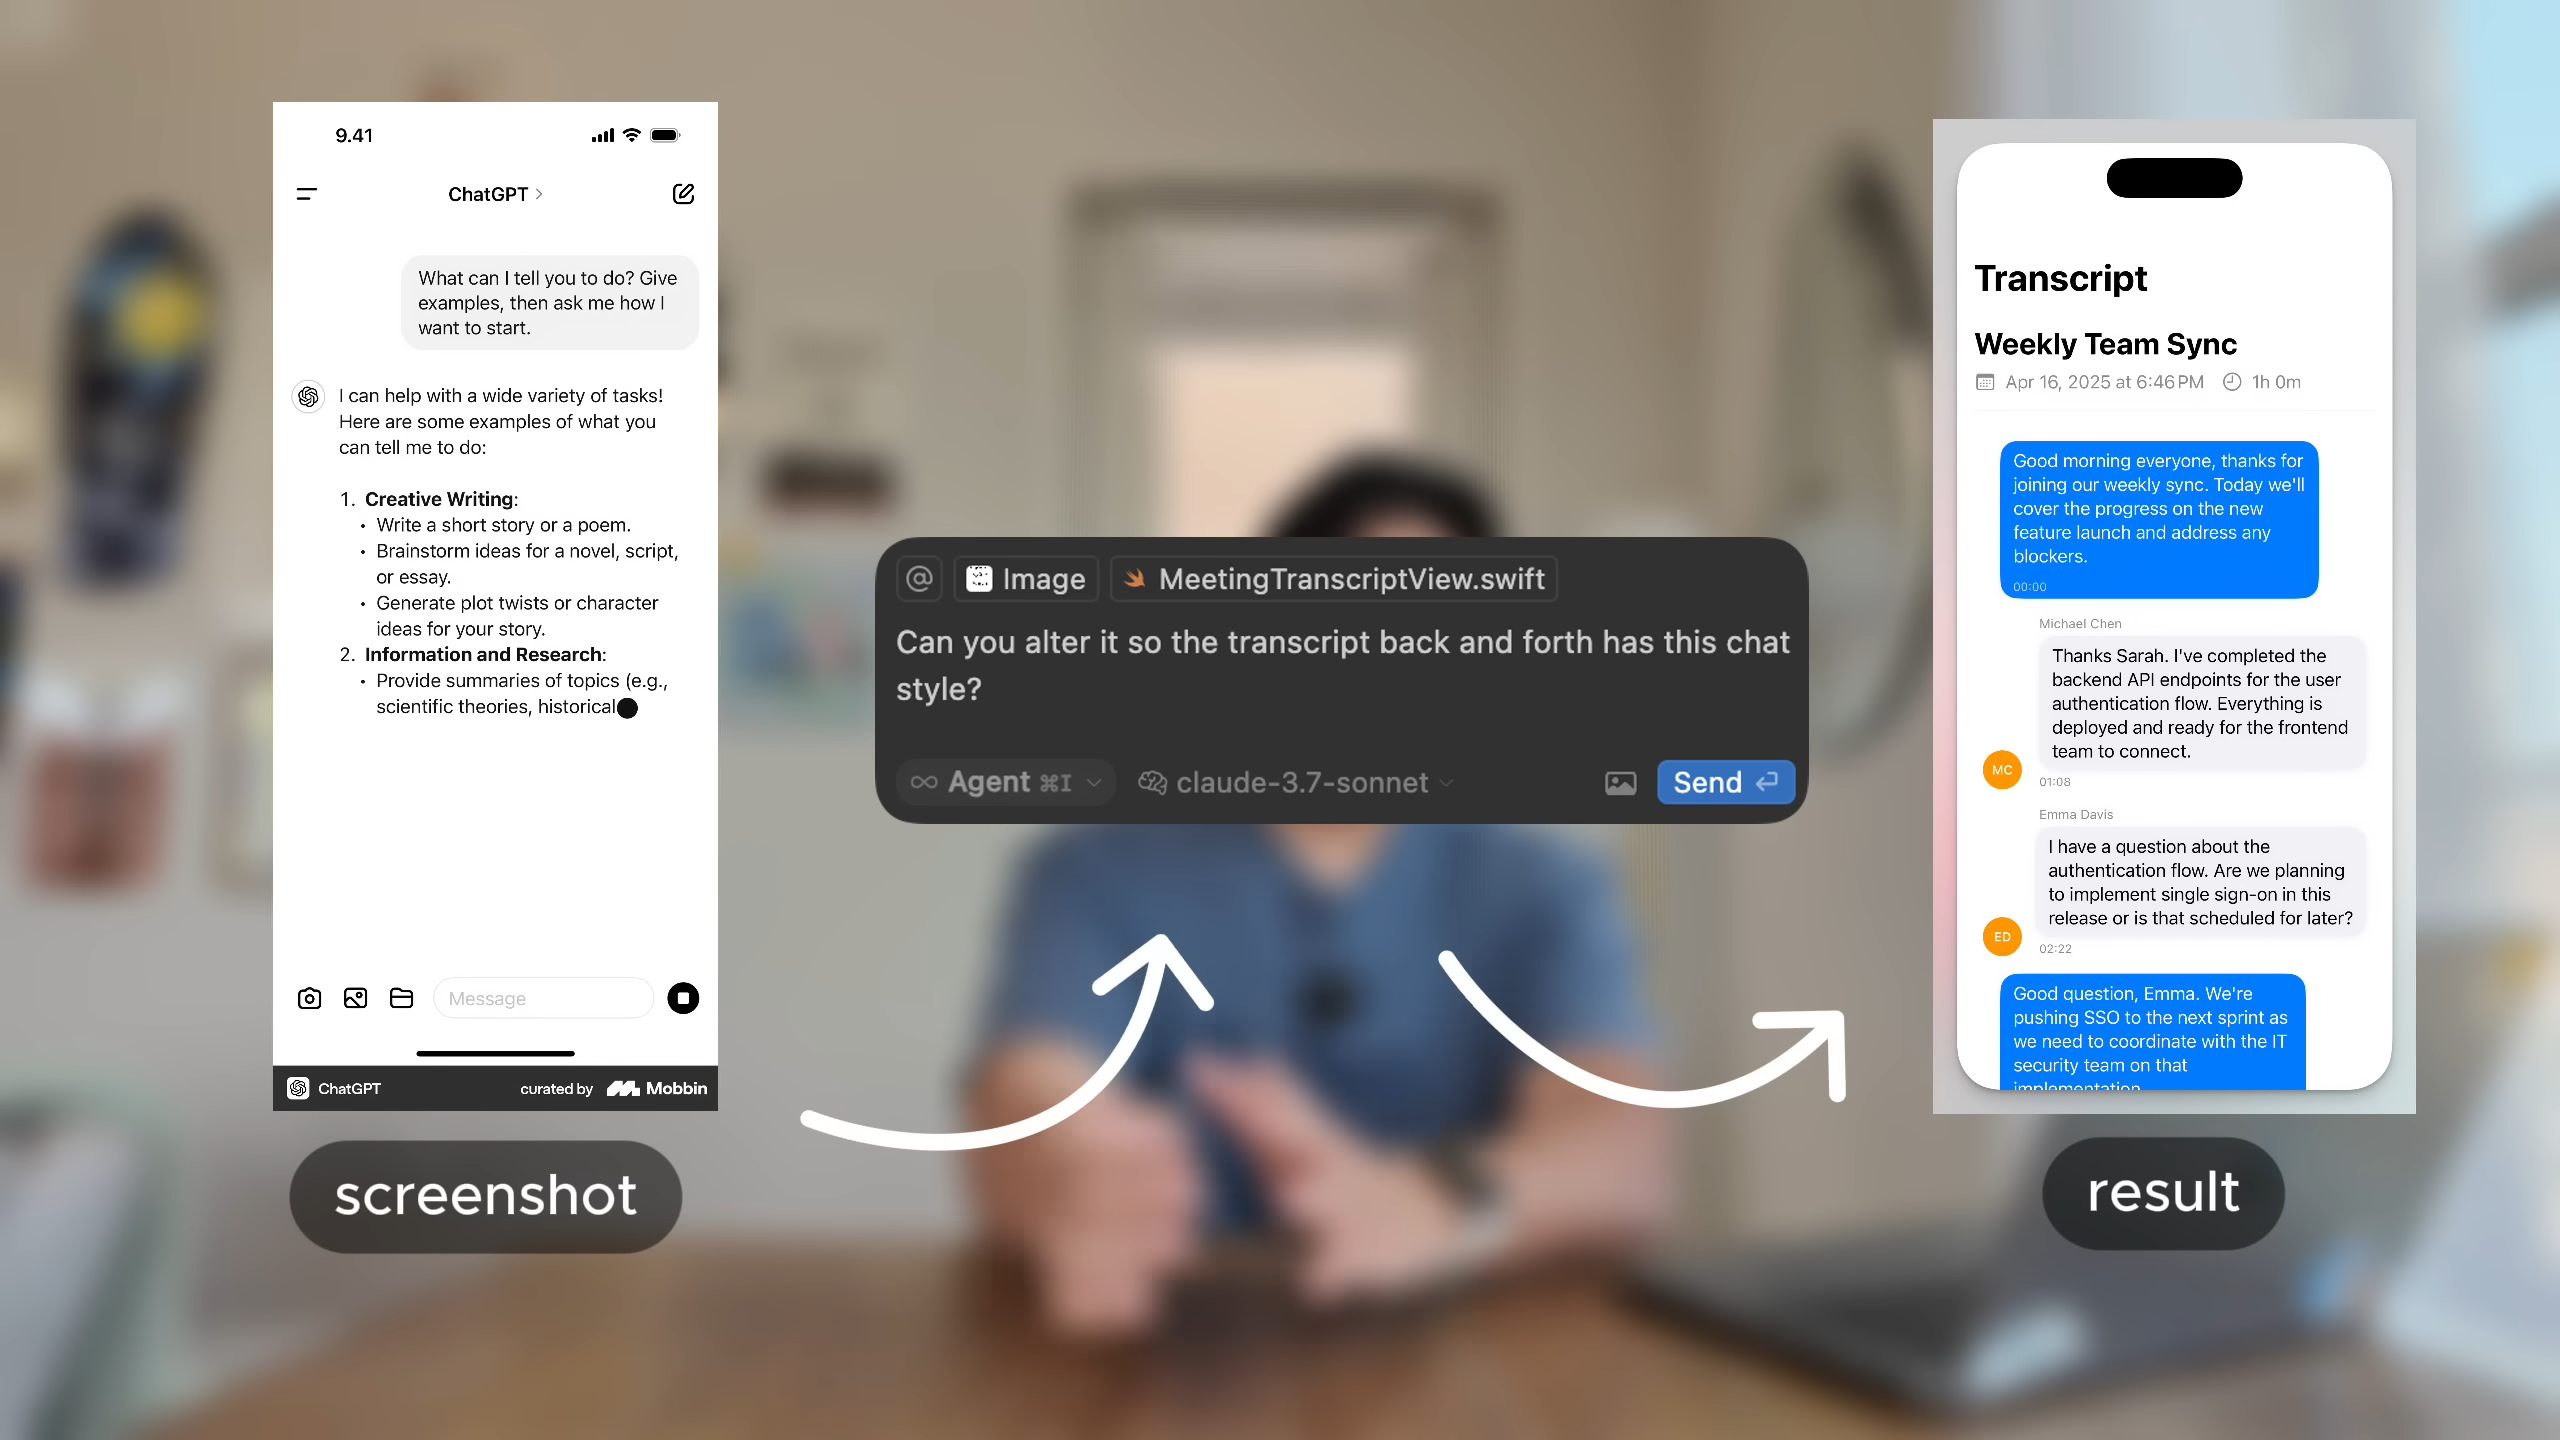 9.41
ChatGPT >
What can I tell you to do? Give
examples, then ask me how I
want to start.
I can help with a wide variety of tasks!
Here are some examples of what you
can tell me to do:
1. Creative Writing:
• Write a short story or a poem.
• Brainstorm ideas for a novel, script,
or essay.
• Generate plot twists or character
ideas for your story.
2. Information and Research:
• Provide summaries of topics (e.g.,
scientific theories, historical
Message
ChatGPT
curated by Mobbin
screenshot
@ Image MeetingTranscriptView.swift
Can you alter it so the transcript back and forth has this chat
style?
∞ Agent ⌘I claude-3.7-sonnet Send
Transcript
Weekly Team Sync
Apr 16, 2025 at 6:46 PM 1h 0m
Good morning everyone, thanks for
joining our weekly sync. Today we'll
cover the progress on the new
feature launch and address any
blockers.
00:00
Michael Chen
Thanks Sarah. I've completed the
backend API endpoints for the user
authentication flow. Everything is
deployed and ready for the frontend
team to connect.
MC
01:08
Emma Davis
I have a question about the
authentication flow. Are we planning
to implement single sign-on in this
release or is that scheduled for later?
ED
02:22
Good question, Emma. We're
pushing SSO to the next sprint as
we need to coordinate with the IT
security team on that
implementation
result